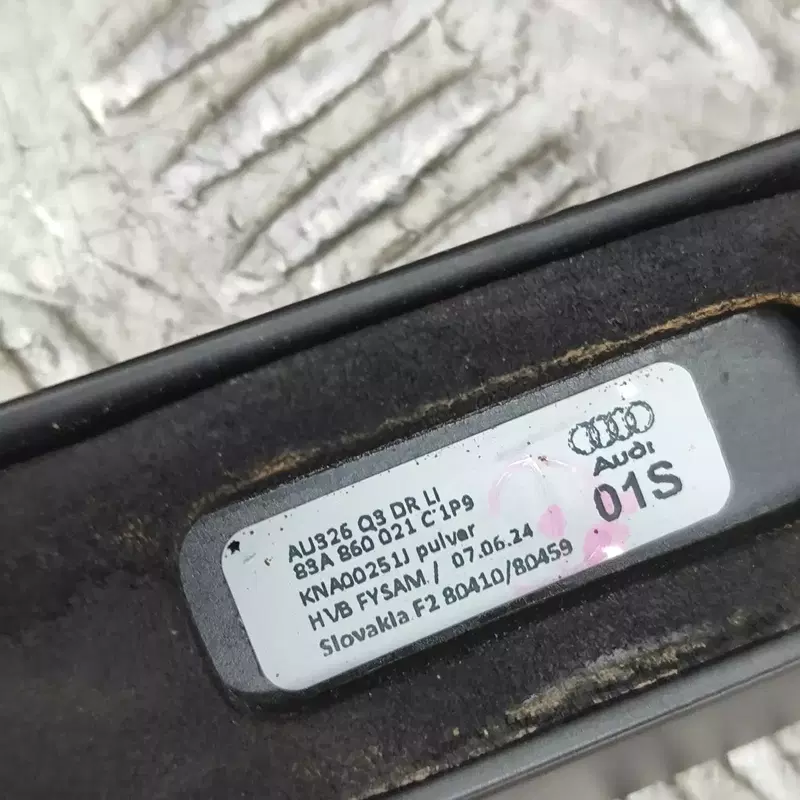 Audi
01S
AU326 Q3 DR LI
83A 860 021 C 1P9
KNA00251J pulver
HVB FYSAM / 07.06.24
Slovakia F2 80410/80459